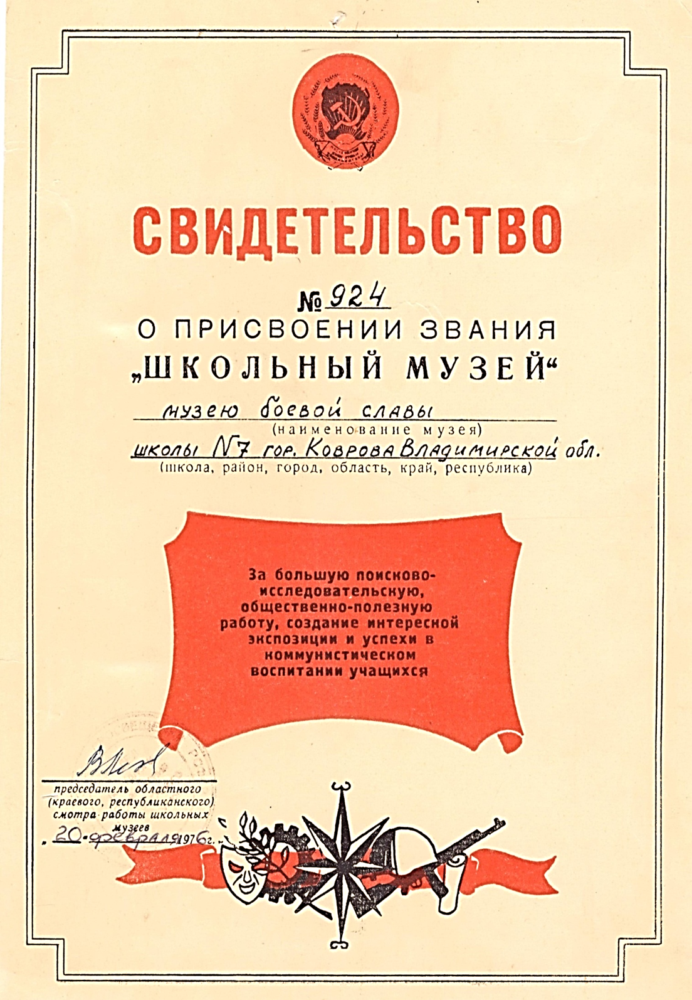 СВИДЕТЕЛЬСТВО
№ 924
О ПРИСВОЕНИИ ЗВАНИЯ
„ШКОЛЬНЫЙ МУЗЕЙ“
музею боевой славы
(наименование музея)
школы N7 гор. Коврова Владимирской обл.
(школа, район, город, область, край, республика)
За большую поисково-
исследовательскую,
общественно-полезную
работу, создание интересной
экспозиции и успехи в
коммунистическом
воспитании учащихся
председатель областного
(краевого, республиканского)
смотра работы школьных
музеев
„20" февраля 1976г.